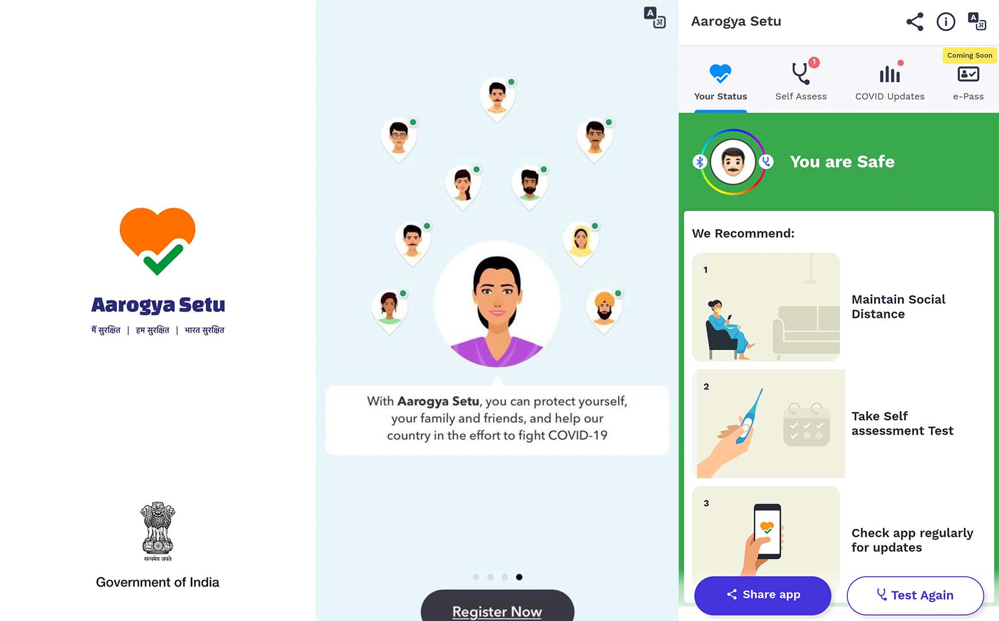 Aarogya Setu
मैं सुरक्षित | हम सुरक्षित | भारत सुरक्षित
सत्यमेव जयते
Government of India
A
अ
With Aarogya Setu, you can protect yourself,
your family and friends, and help our
country in the effort to fight COVID-19
Register Now
Aarogya Setu
i
A
अ
Coming Soon
1
Your Status
Self Assess
COVID Updates
e-Pass
You are Safe
We Recommend:
1
Maintain Social
Distance
2
Take Self
assessment Test
3
Check app regularly
for updates
Share app
Test Again